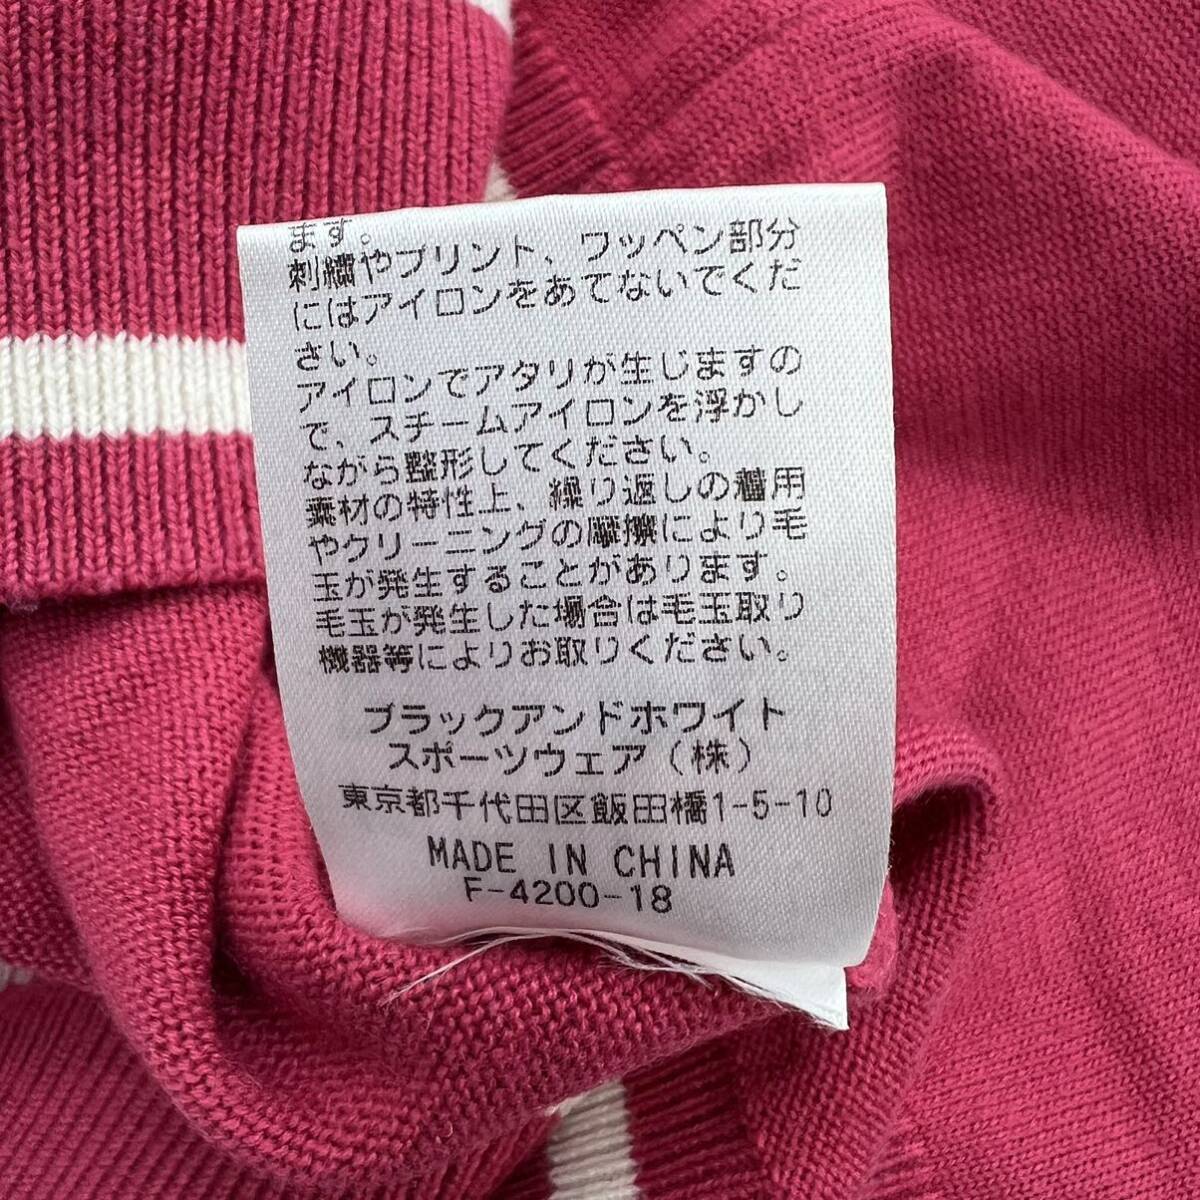 ます。
刺繍やプリント、ワッペン部分
にはアイロンをあてないでくだ
さい。
アイロンでアタリが生じますの
で、スチームアイロンを浮かし
ながら整形してください。
素材の特性上、繰り返しの着用
やクリーニングの摩擦により毛
玉が発生することがあります。
毛玉が発生した場合は毛玉取り
機器等によりお取りください。
ブラックアンドホワイト
スポーツウェア(株)
東京都千代田区飯田橋1-5-10
MADE IN CHINA
F-4200-18